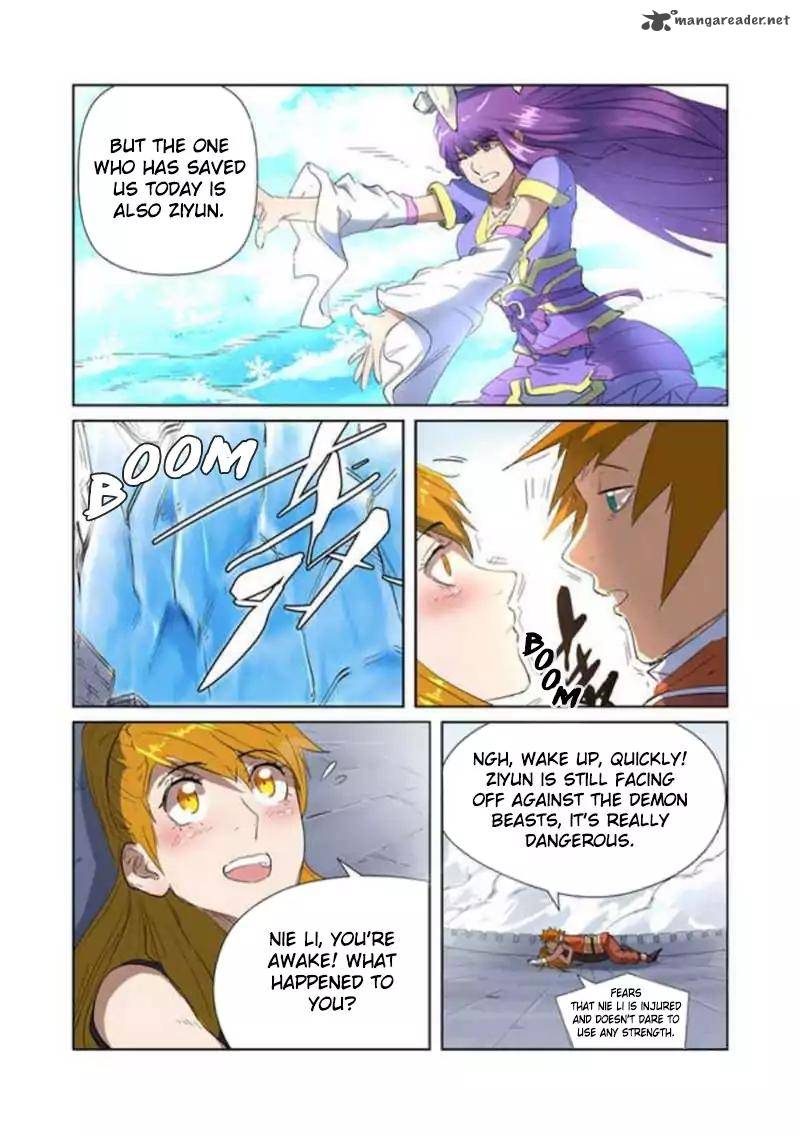 mangareader.net
BUT THE ONE
WHO HAS SAVED
US TODAY IS
ALSO ZIYUN.
BOOM
BOOM
NIE LI, YOU'RE
AWAKE! WHAT
HAPPENED TO
YOU?
NGH, WAKE UP, QUICKLY!
ZIYUN IS STILL FACING
OFF AGAINST THE DEMON
BEASTS, IT'S REALLY
DANGEROUS.
FEARS
THAT NIE LI IS INJURED
AND DOESN'T DARE TO
USE ANY STRENGTH.